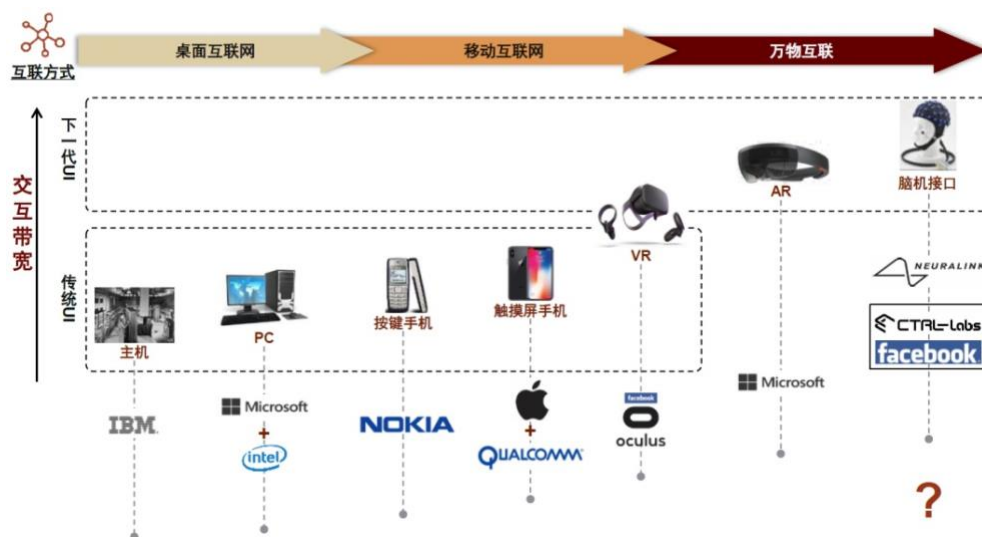 互联方式
桌面互联网
移动互联网
万物互联
交互带宽
下一代UI
AR
脑机接口
VR
传统UI
主机
PC
按键手机
触摸屏手机
NEURALINK
CTRL-Labs
facebook
IBM
Microsoft
+
intel
NOKIA
+
QUALCOMM
facebook
oculus
Microsoft
?